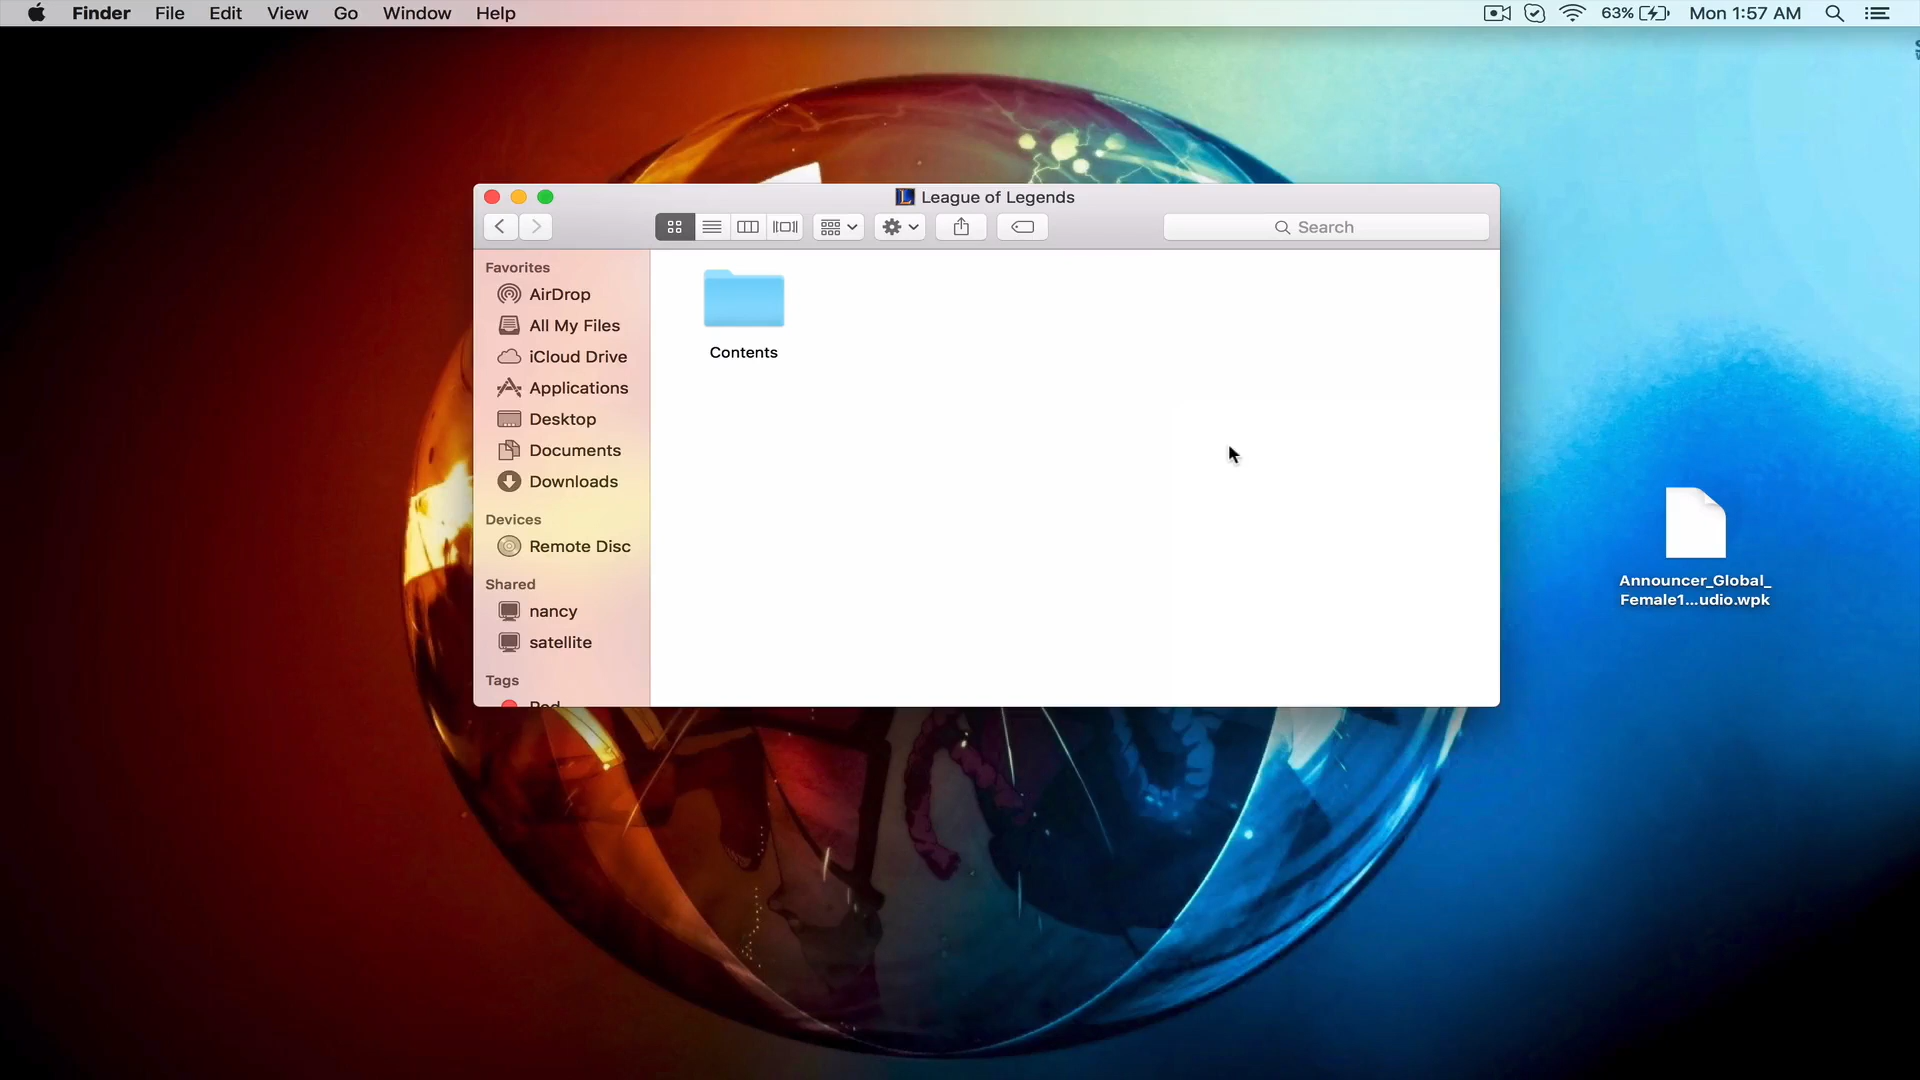 Finder File Edit View Go Window Help
63% Mon 1:57 AM
League of Legends
Search
Favorites
AirDrop
All My Files
iCloud Drive
Applications
Desktop
Documents
Downloads
Devices
Remote Disc
Shared
nancy
satellite
Tags
Red
Contents
Announcer_Global_
Female1...udio.wpk